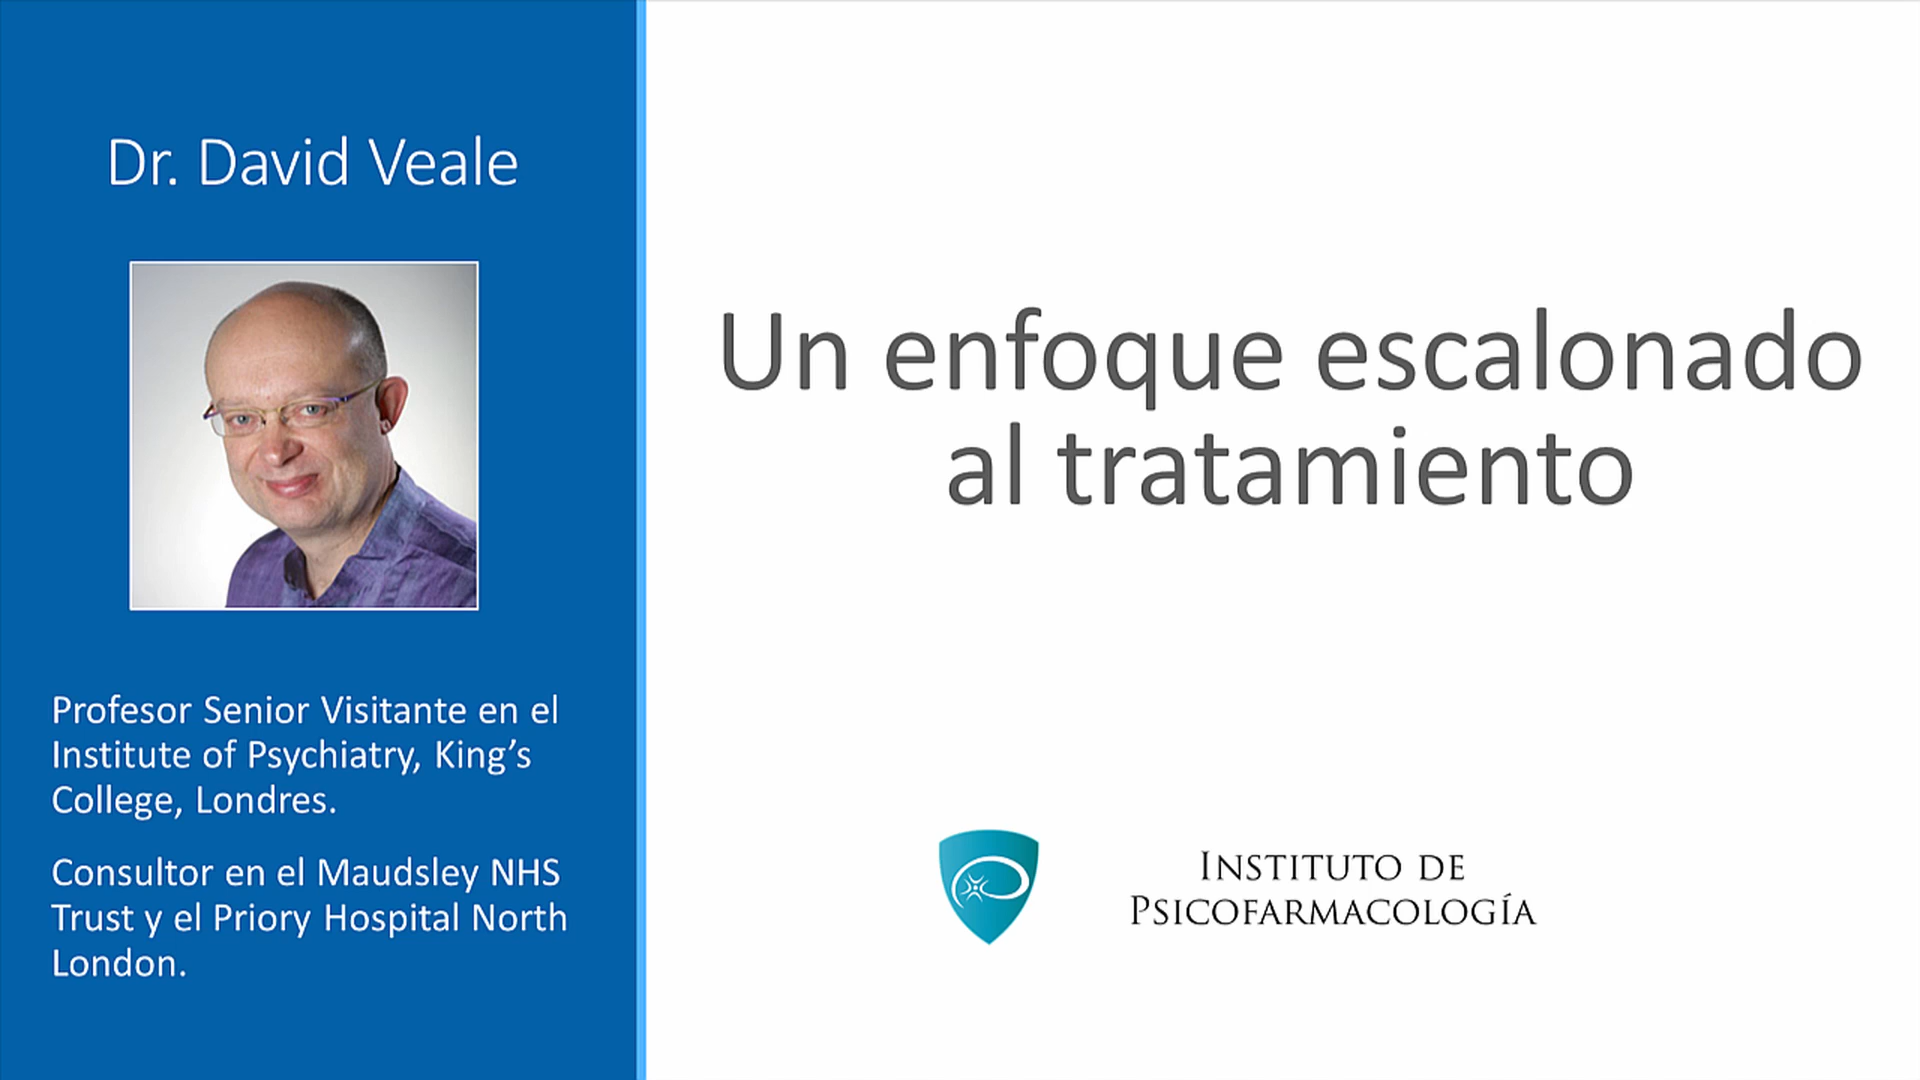 Dr. David Veale
Profesor Senior Visitante en el
Institute of Psychiatry, King’s
College, Londres.
Consultor en el Maudsley NHS
Trust y el Priory Hospital North
London.
Un enfoque escalonado
al tratamiento
Instituto de
Psicofarmacología